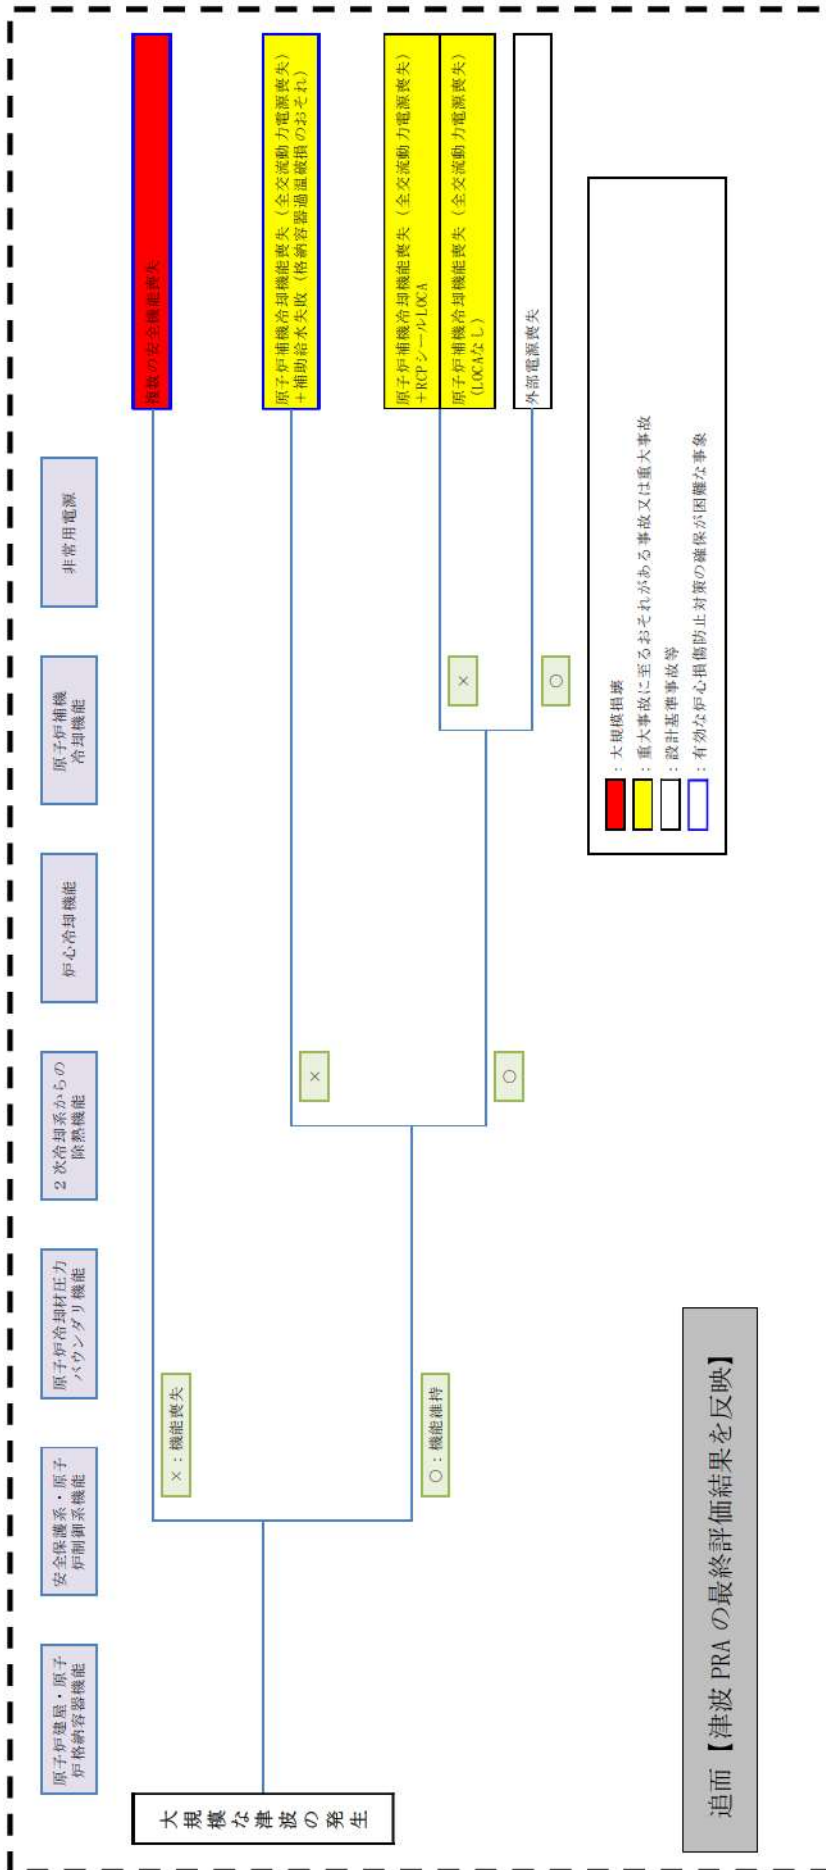 原子炉建屋・原子
炉格納容器機能
安全保護系・原子
炉制御系機能
原子炉冷却材圧力
バウンダリ機能
２次冷却系からの
除熱機能
炉心冷却機能
原子炉補機
冷却機能
非常用電源
大規模な津波の発生
×：機能喪失
○：機能維持
×
○
×
○
複数の安全機能喪失
原子炉補機冷却機能喪失（全交流動力電源喪失）
＋補助給水失敗（格納容器過温破損のおそれ）
原子炉補機冷却機能喪失（全交流動力電源喪失）
＋RCPシールLOCA
原子炉補機冷却機能喪失（全交流動力電源喪失）
（LOCAなし）
外部電源喪失
：大規模損壊
：重大事故に至るおそれがある事故又は重大事故
：設計基準事故等
：有効な炉心損傷防止対策の確保が困難な事象
追而【津波 PRA の最終評価結果を反映】